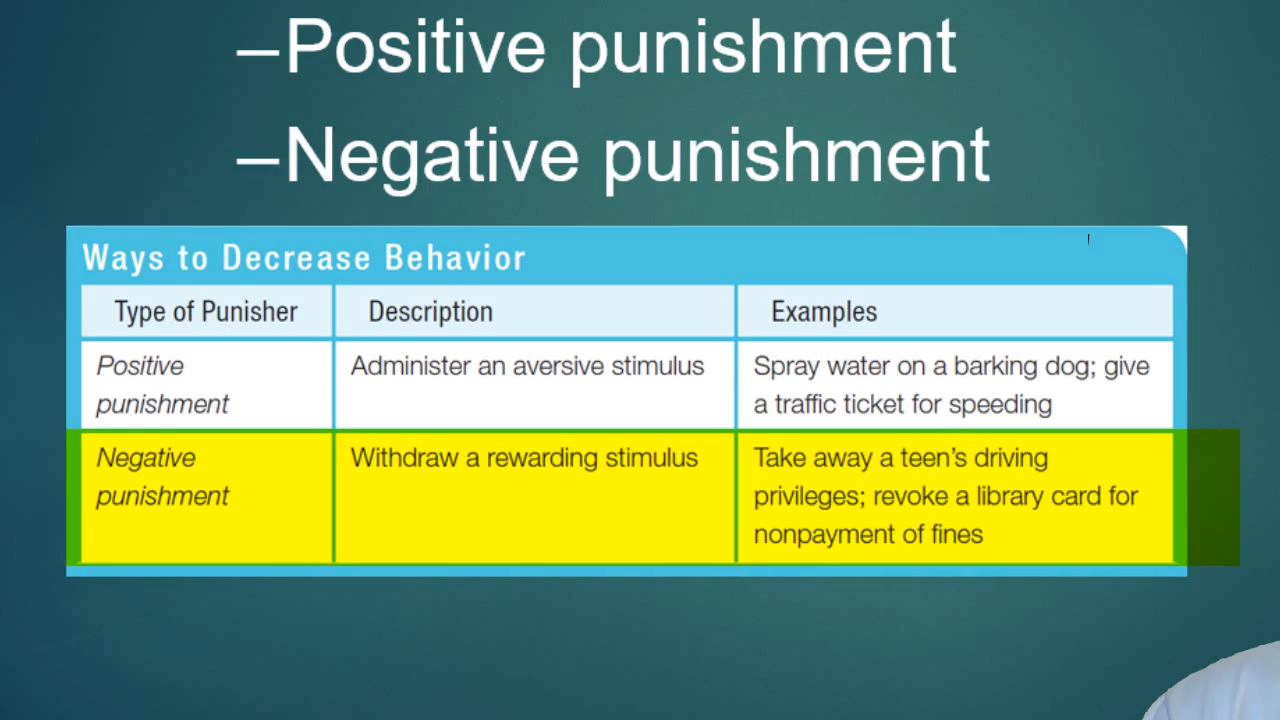 –Positive punishment
–Negative punishment
Ways to Decrease Behavior
Type of Punisher
Description
Examples
Positive
punishment
Administer an aversive stimulus
Spray water on a barking dog; give
a traffic ticket for speeding
Negative
punishment
Withdraw a rewarding stimulus
Take away a teen’s driving
privileges; revoke a library card for
nonpayment of fines